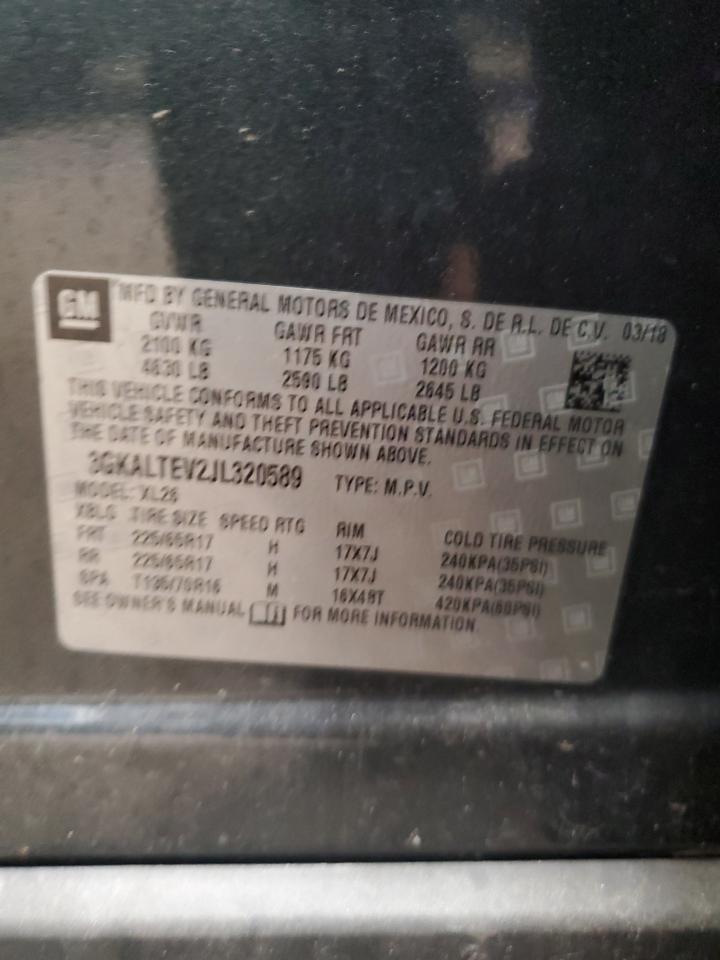 GM
MFD BY GENERAL MOTORS DE MEXICO, S. DE R.L. DE C.V. 03/18
GVWR GAWR FRT GAWR RR
2100 KG 1175 KG 1200 KG
4630 LB 2590 LB 2645 LB
THIS VEHICLE CONFORMS TO ALL APPLICABLE U.S. FEDERAL MOTOR
VEHICLE SAFETY AND THEFT PREVENTION STANDARDS IN EFFECT ON
THE DATE OF MANUFACTURE SHOWN ABOVE.
3GKALTEV2JL320589 TYPE: M.P.V.
MODEL: XL26
XBLG TIRE SIZE SPEED RTG RIM COLD TIRE PRESSURE
FRT 225/65R17 H 17X7J 240KPA(35PSI)
RR 225/65R17 H 17X7J 240KPA(35PSI)
SPA T135/70R16 M 16X4BT 420KPA(60PSI)
SEE OWNER'S MANUAL FOR MORE INFORMATION.